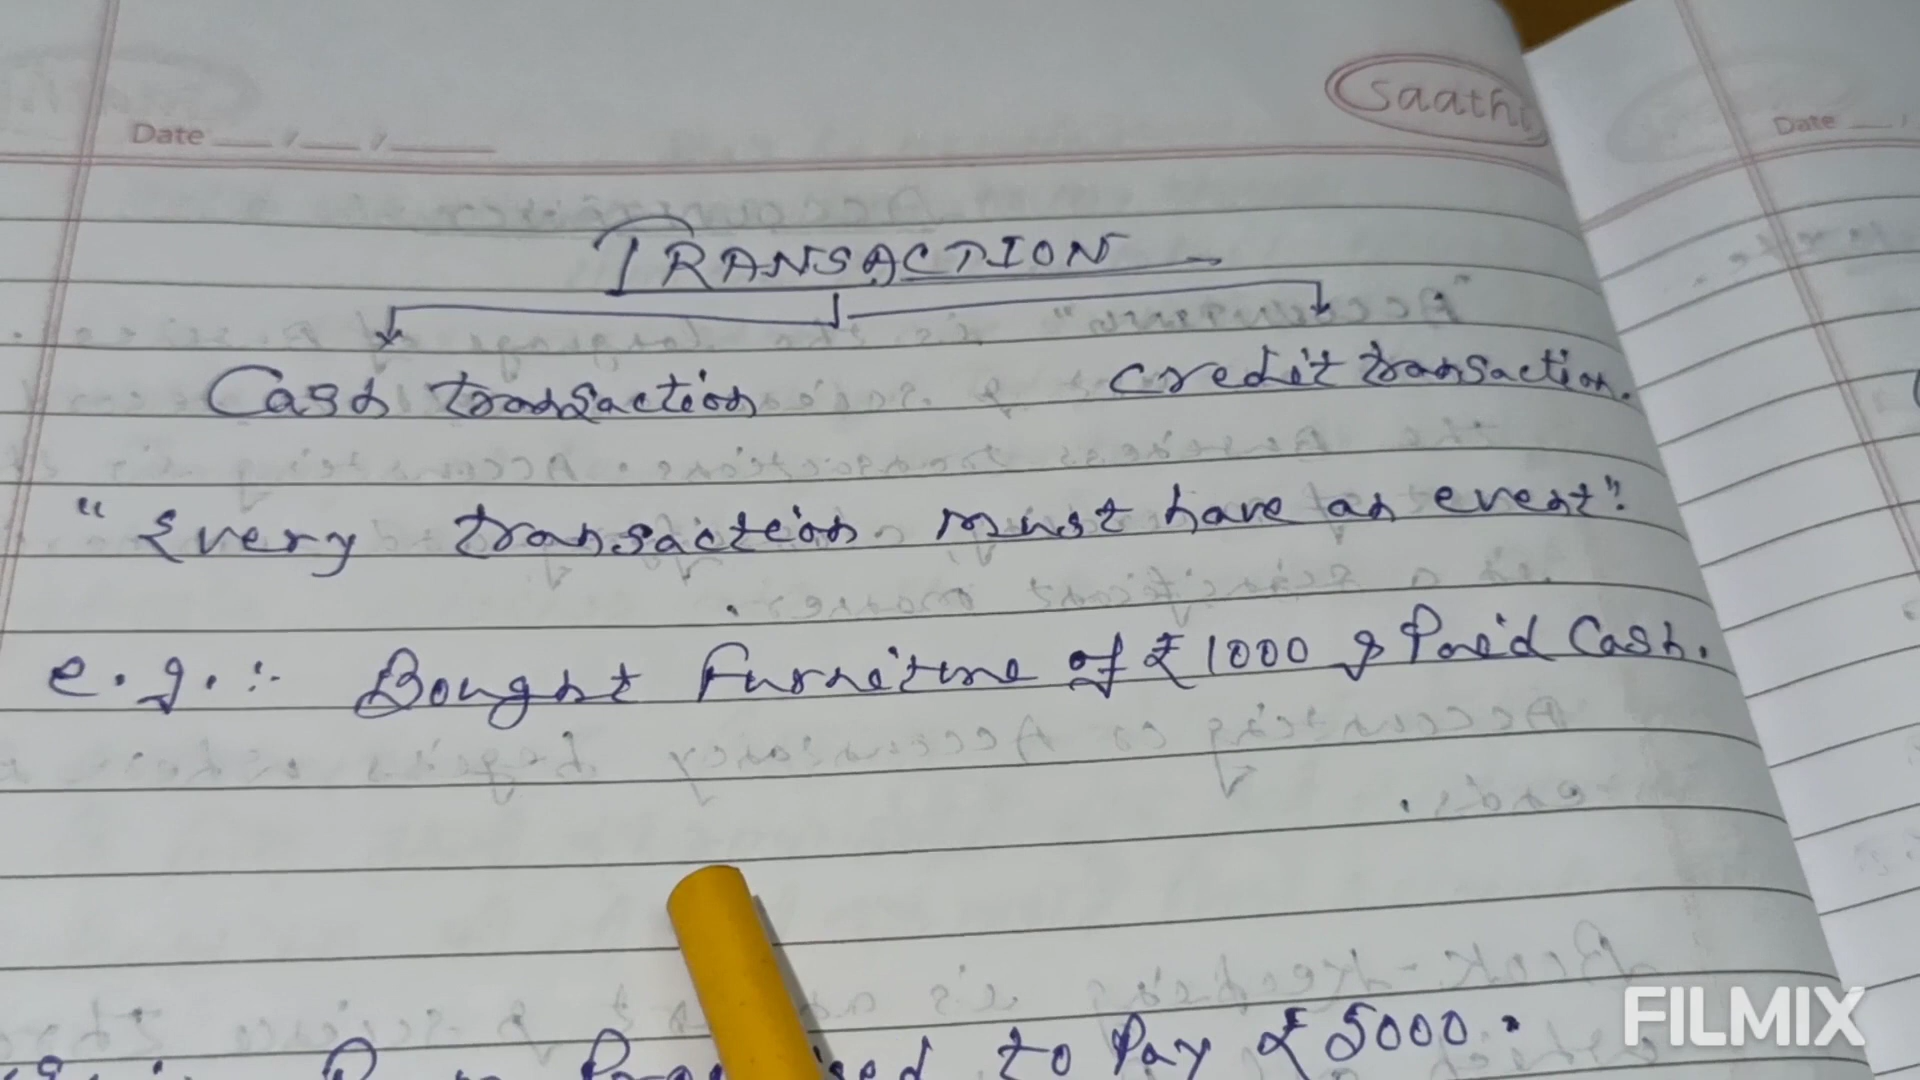 Saathi
Date
Date
TRANSACTION
Cash transaction
Credit transaction.
"Every transaction must have an event".
e.g. :- Bought Furniture of ₹1000 & Paid Cash.
to Pay ₹5000.
FILMIX